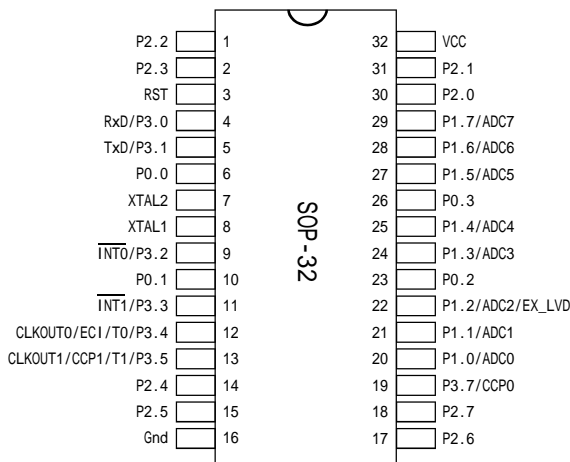 P2.2 1 32 VCC
P2.3 2 31 P2.1
RST 3 30 P2.0
RxD/P3.0 4 29 P1.7/ADC7
TxD/P3.1 5 28 P1.6/ADC6
P0.0 6 27 P1.5/ADC5
XTAL2 7 26 P0.3
XTAL1 8 25 P1.4/ADC4
INT0/P3.2 9 24 P1.3/ADC3
P0.1 10 23 P0.2
INT1/P3.3 11 22 P1.2/ADC2/EX_LVD
CLKOUT0/ECI/T0/P3.4 12 21 P1.1/ADC1
CLKOUT1/CCP1/T1/P3.5 13 20 P1.0/ADC0
P2.4 14 19 P3.7/CCP0
P2.5 15 18 P2.7
Gnd 16 17 P2.6
SOP-32